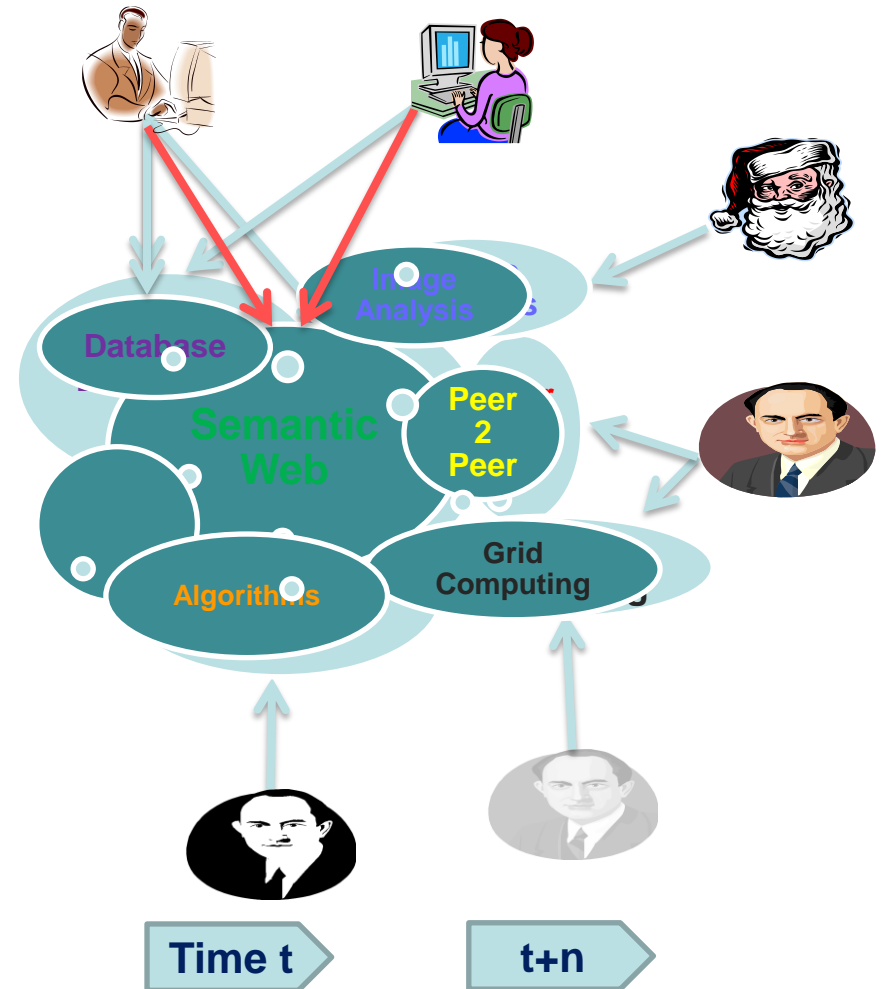 Image
Analysis
Database
Semantic
Web
Peer
2
Peer
Grid
Computing
Algorithms
Time t
t+n